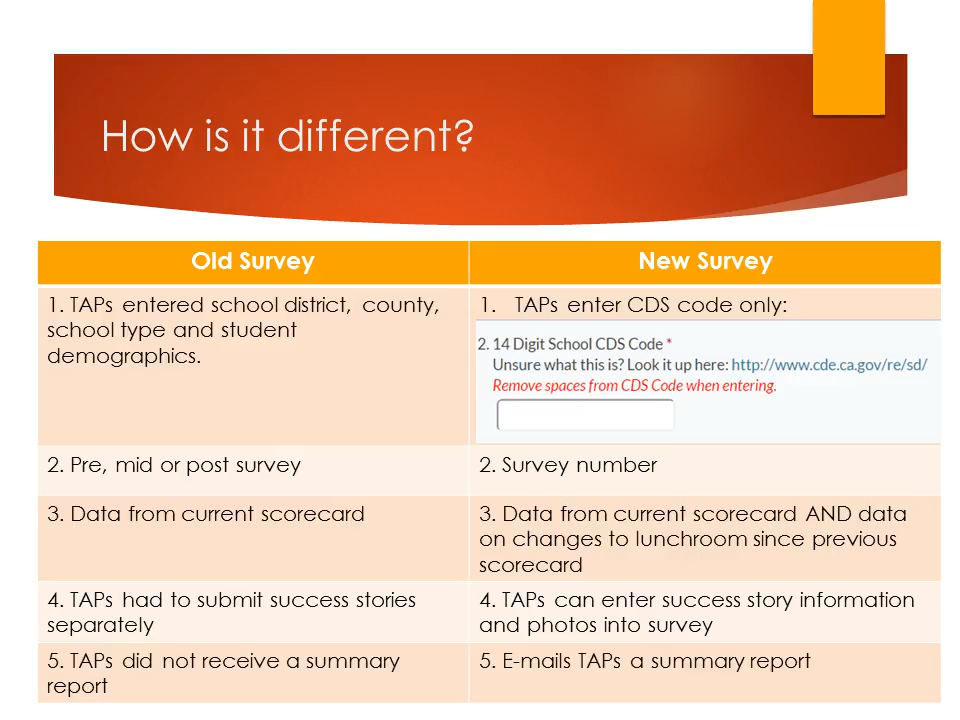 How is it different?
Old Survey
New Survey
1. TAPs entered school district, county,
school type and student
demographics.
1. TAPs enter CDS code only:
2. 14 Digit School CDS Code *
Unsure what this is? Look it up here: http://www.cde.ca.gov/re/sd/
Remove spaces from CDS Code when entering.
2. Pre, mid or post survey
2. Survey number
3. Data from current scorecard
3. Data from current scorecard AND data
on changes to lunchroom since previous
scorecard
4. TAPs had to submit success stories
separately
4. TAPs can enter success story information
and photos into survey
5. TAPs did not receive a summary
report
5. E-mails TAPs a summary report